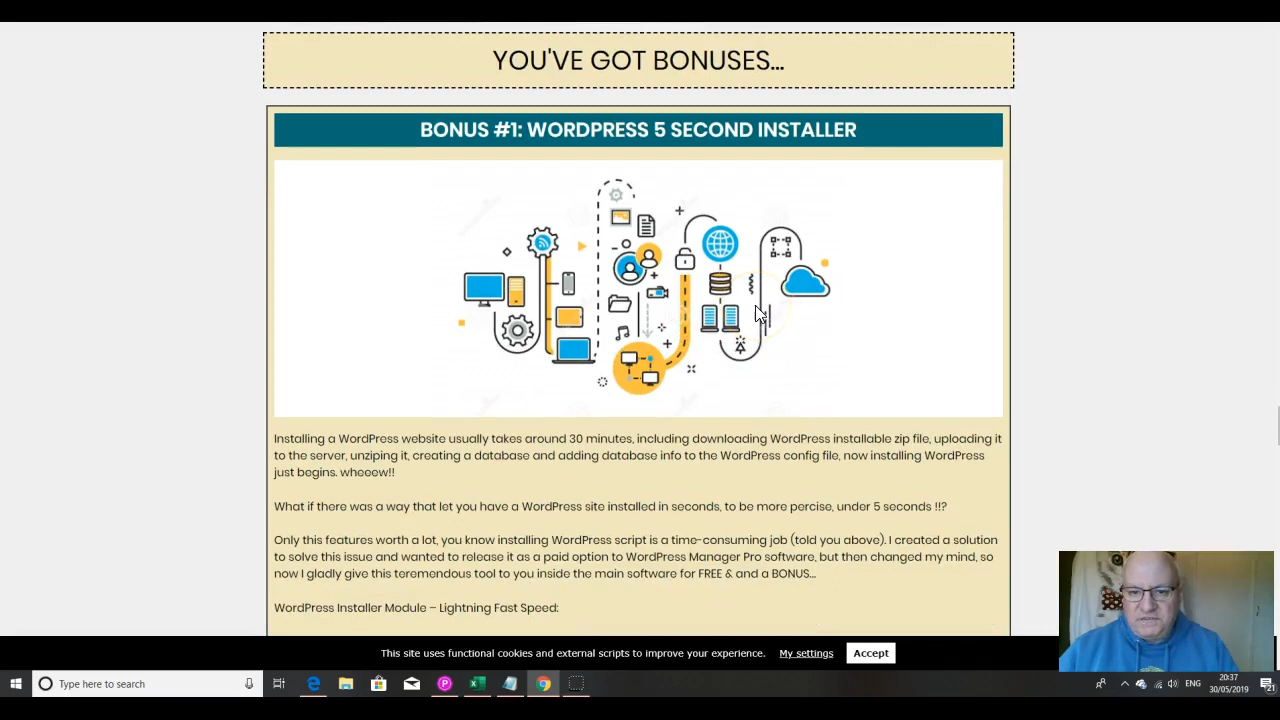 YOU'VE GOT BONUSES...
BONUS #1: WORDPRESS 5 SECOND INSTALLER
Installing a WordPress website usually takes around 30 minutes, including downloading WordPress installable zip file, uploading it
to the server, unziping it, creating a database and adding database info to the WordPress config file, now installing WordPress
just begins. wheeew!!
What if there was a way that let you have a WordPress site installed in seconds, to be more percise, under 5 seconds !!?
Only this features worth a lot, you know installing WordPress script is a time-consuming job (told you above). I created a solution
to solve this issue and wanted to release it as a paid option to WordPress Manager Pro software, but then changed my mind, so
now I gladly give this teremendous tool to you inside the main software for FREE & and a BONUS...
WordPress Installer Module – Lightning Fast Speed:
This site uses functional cookies and external scripts to improve your experience. My settings Accept
Type here to search
ENG
20:37
30/05/2019
21